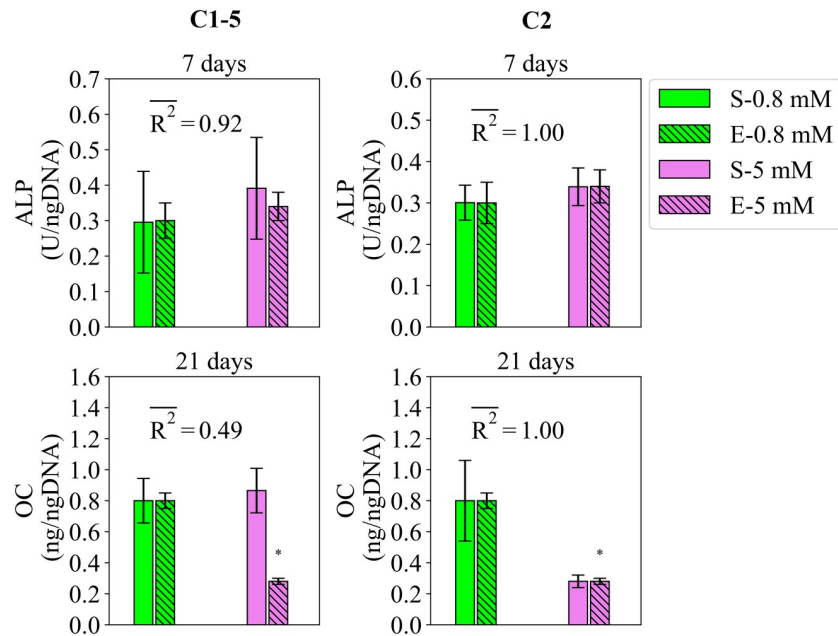 C1-5
C2
7 days
0.7
0.6
0.5
0.4
0.3
0.2
0.1
0.0
ALP
(U/ngDNA)
R² = 0.92
7 days
0.6
0.5
0.4
0.3
0.2
0.1
0.0
ALP
(U/ngDNA)
R² = 1.00
S-0.8 mM
E-0.8 mM
S-5 mM
E-5 mM
21 days
1.6
1.4
1.2
1.0
0.8
0.6
0.4
0.2
0.0
OC
(ng/ngDNA)
R² = 0.49
*
21 days
1.6
1.4
1.2
1.0
0.8
0.6
0.4
0.2
0.0
OC
(ng/ngDNA)
R² = 1.00
*